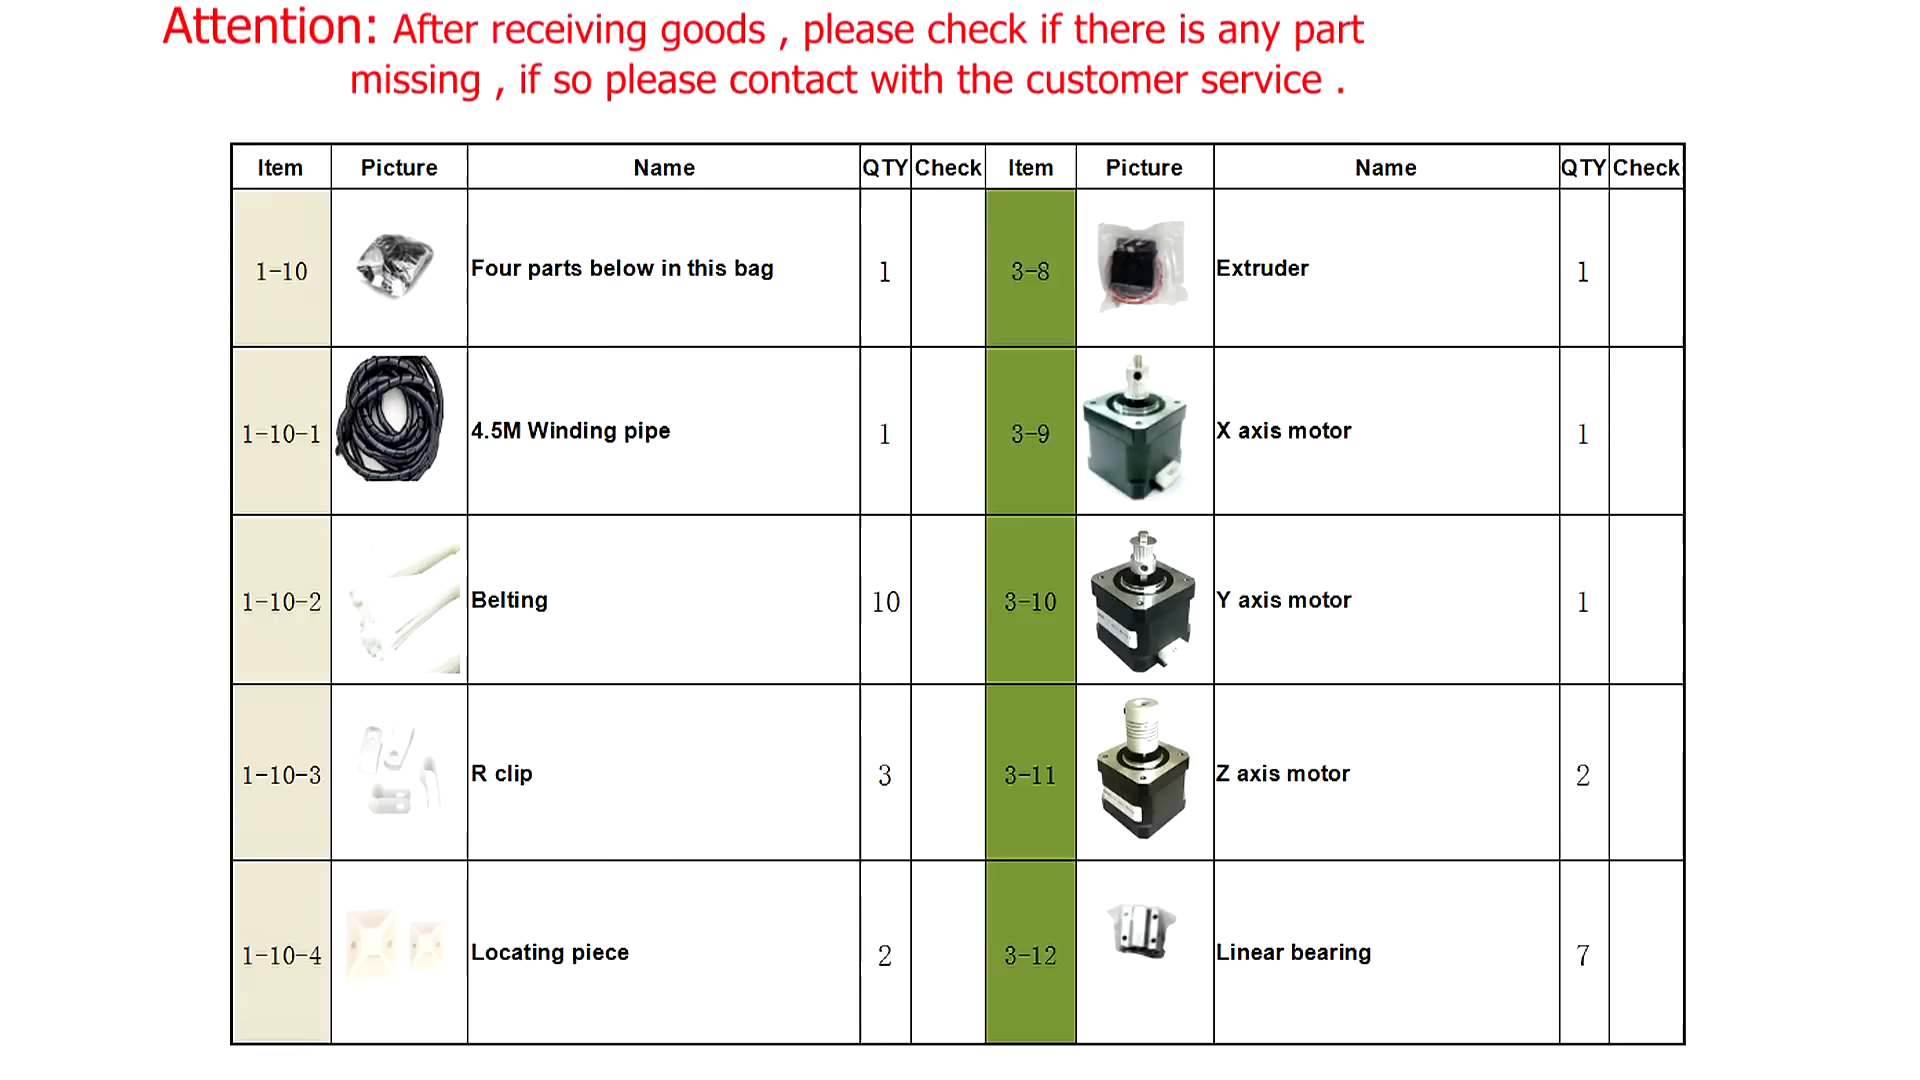 Attention: After receiving goods , please check if there is any part
missing , if so please contact with the customer service .
Item Picture Name QTY Check Item Picture Name QTY Check
1-10 Four parts below in this bag 1 3-8 Extruder 1
1-10-1 4.5M Winding pipe 1 3-9 X axis motor 1
1-10-2 Belting 10 3-10 Y axis motor 1
1-10-3 R clip 3 3-11 Z axis motor 2
1-10-4 Locating piece 2 3-12 Linear bearing 7